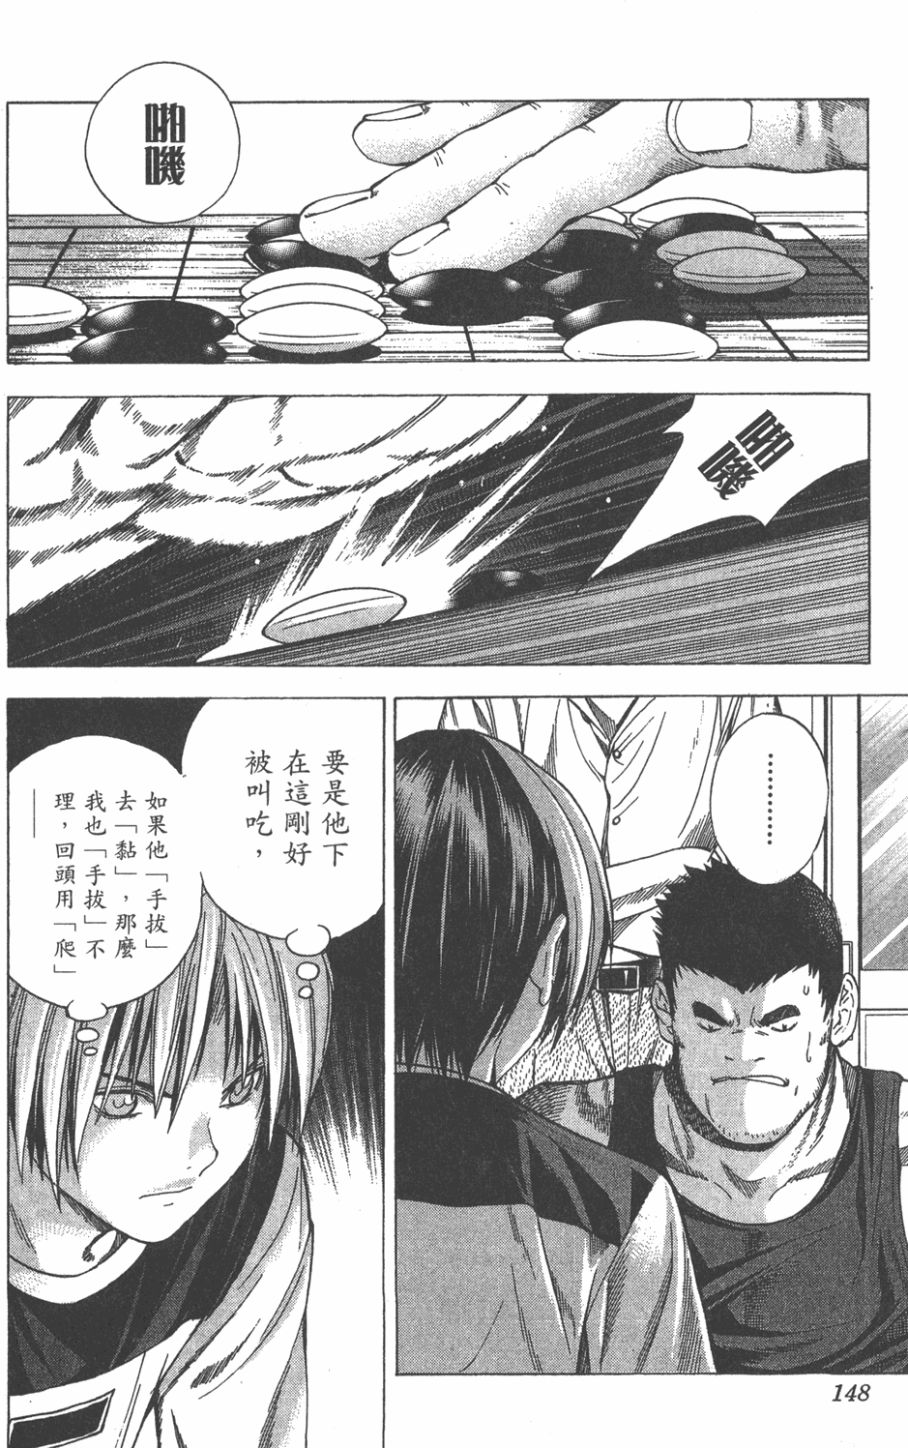 啪嘰
啪嘰
…………
要是他下
在這剛好
被叫吃，
如果他「手拔」
去「黏」，那麼
我也「手拔」不
理，回頭用「爬」
——
148